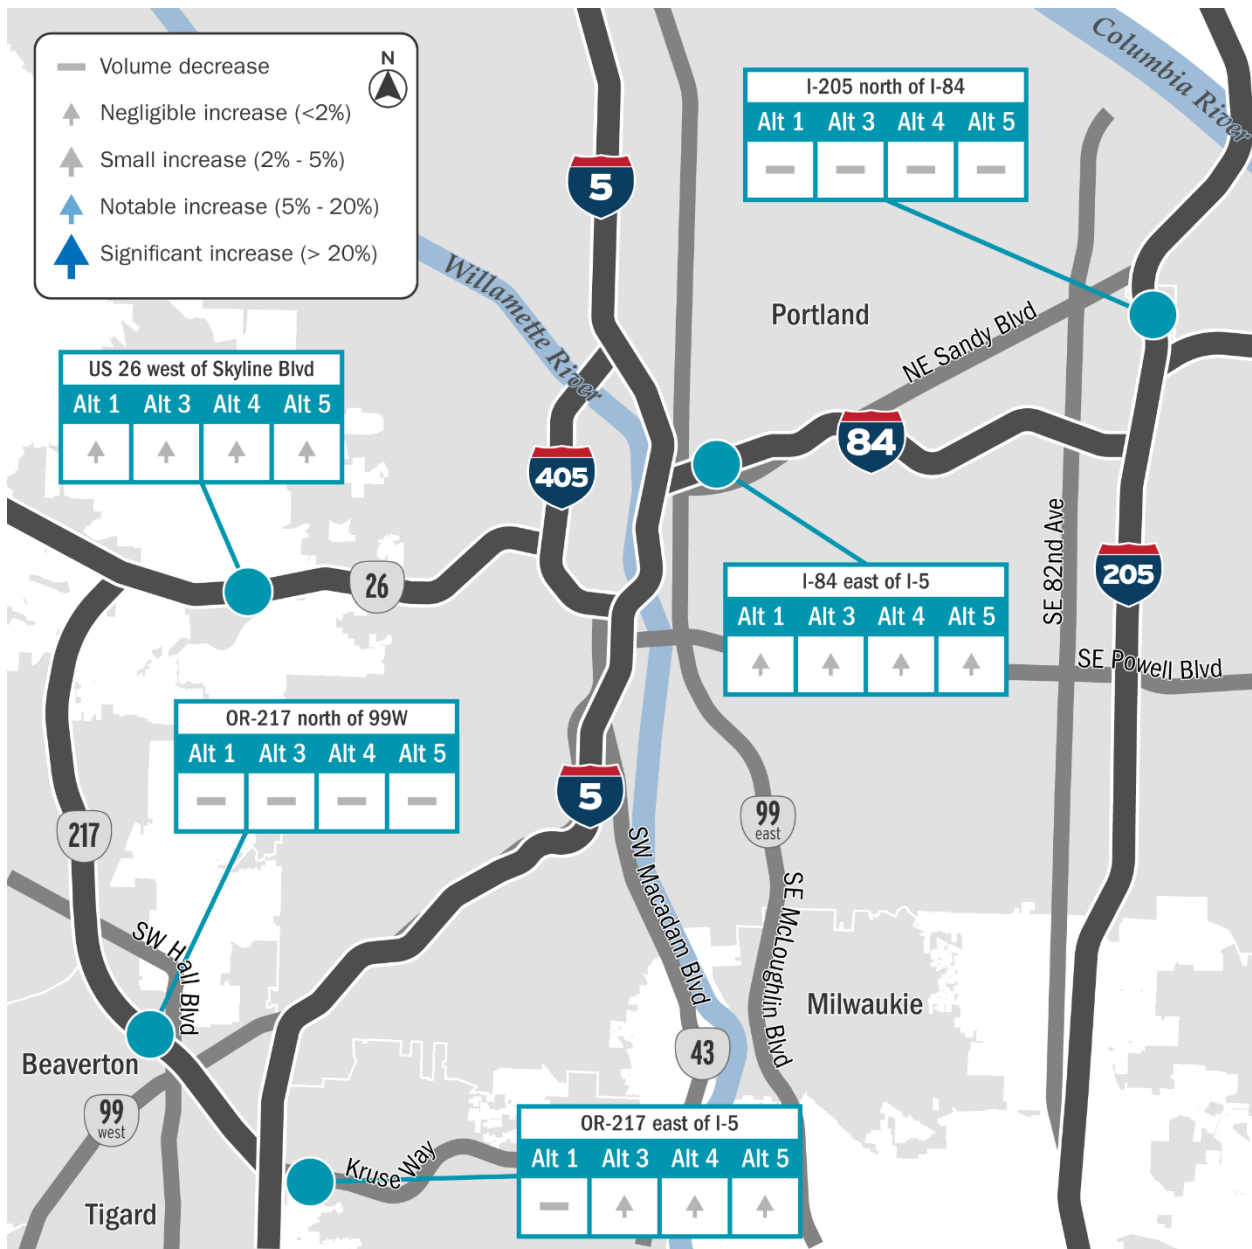 Volume decrease
N
Negligible increase (<2%)
Small increase (2% - 5%)
Notable increase (5% - 20%)
Significant increase (> 20%)
Columbia River
I-205 north of I-84
Alt 1 Alt 3 Alt 4 Alt 5
5
Willamette River
Portland
NE Sandy Blvd
US 26 west of Skyline Blvd
Alt 1 Alt 3 Alt 4 Alt 5
84
405
SE 82nd Ave
26
205
I-84 east of I-5
Alt 1 Alt 3 Alt 4 Alt 5
SE Powell Blvd
OR-217 north of 99W
Alt 1 Alt 3 Alt 4 Alt 5
5
217
99
east
SW Macadam Blvd
SE McLoughlin Blvd
SW Hall Blvd
Milwaukie
43
Beaverton
99
west
OR-217 east of I-5
Alt 1 Alt 3 Alt 4 Alt 5
Kruse Way
Tigard